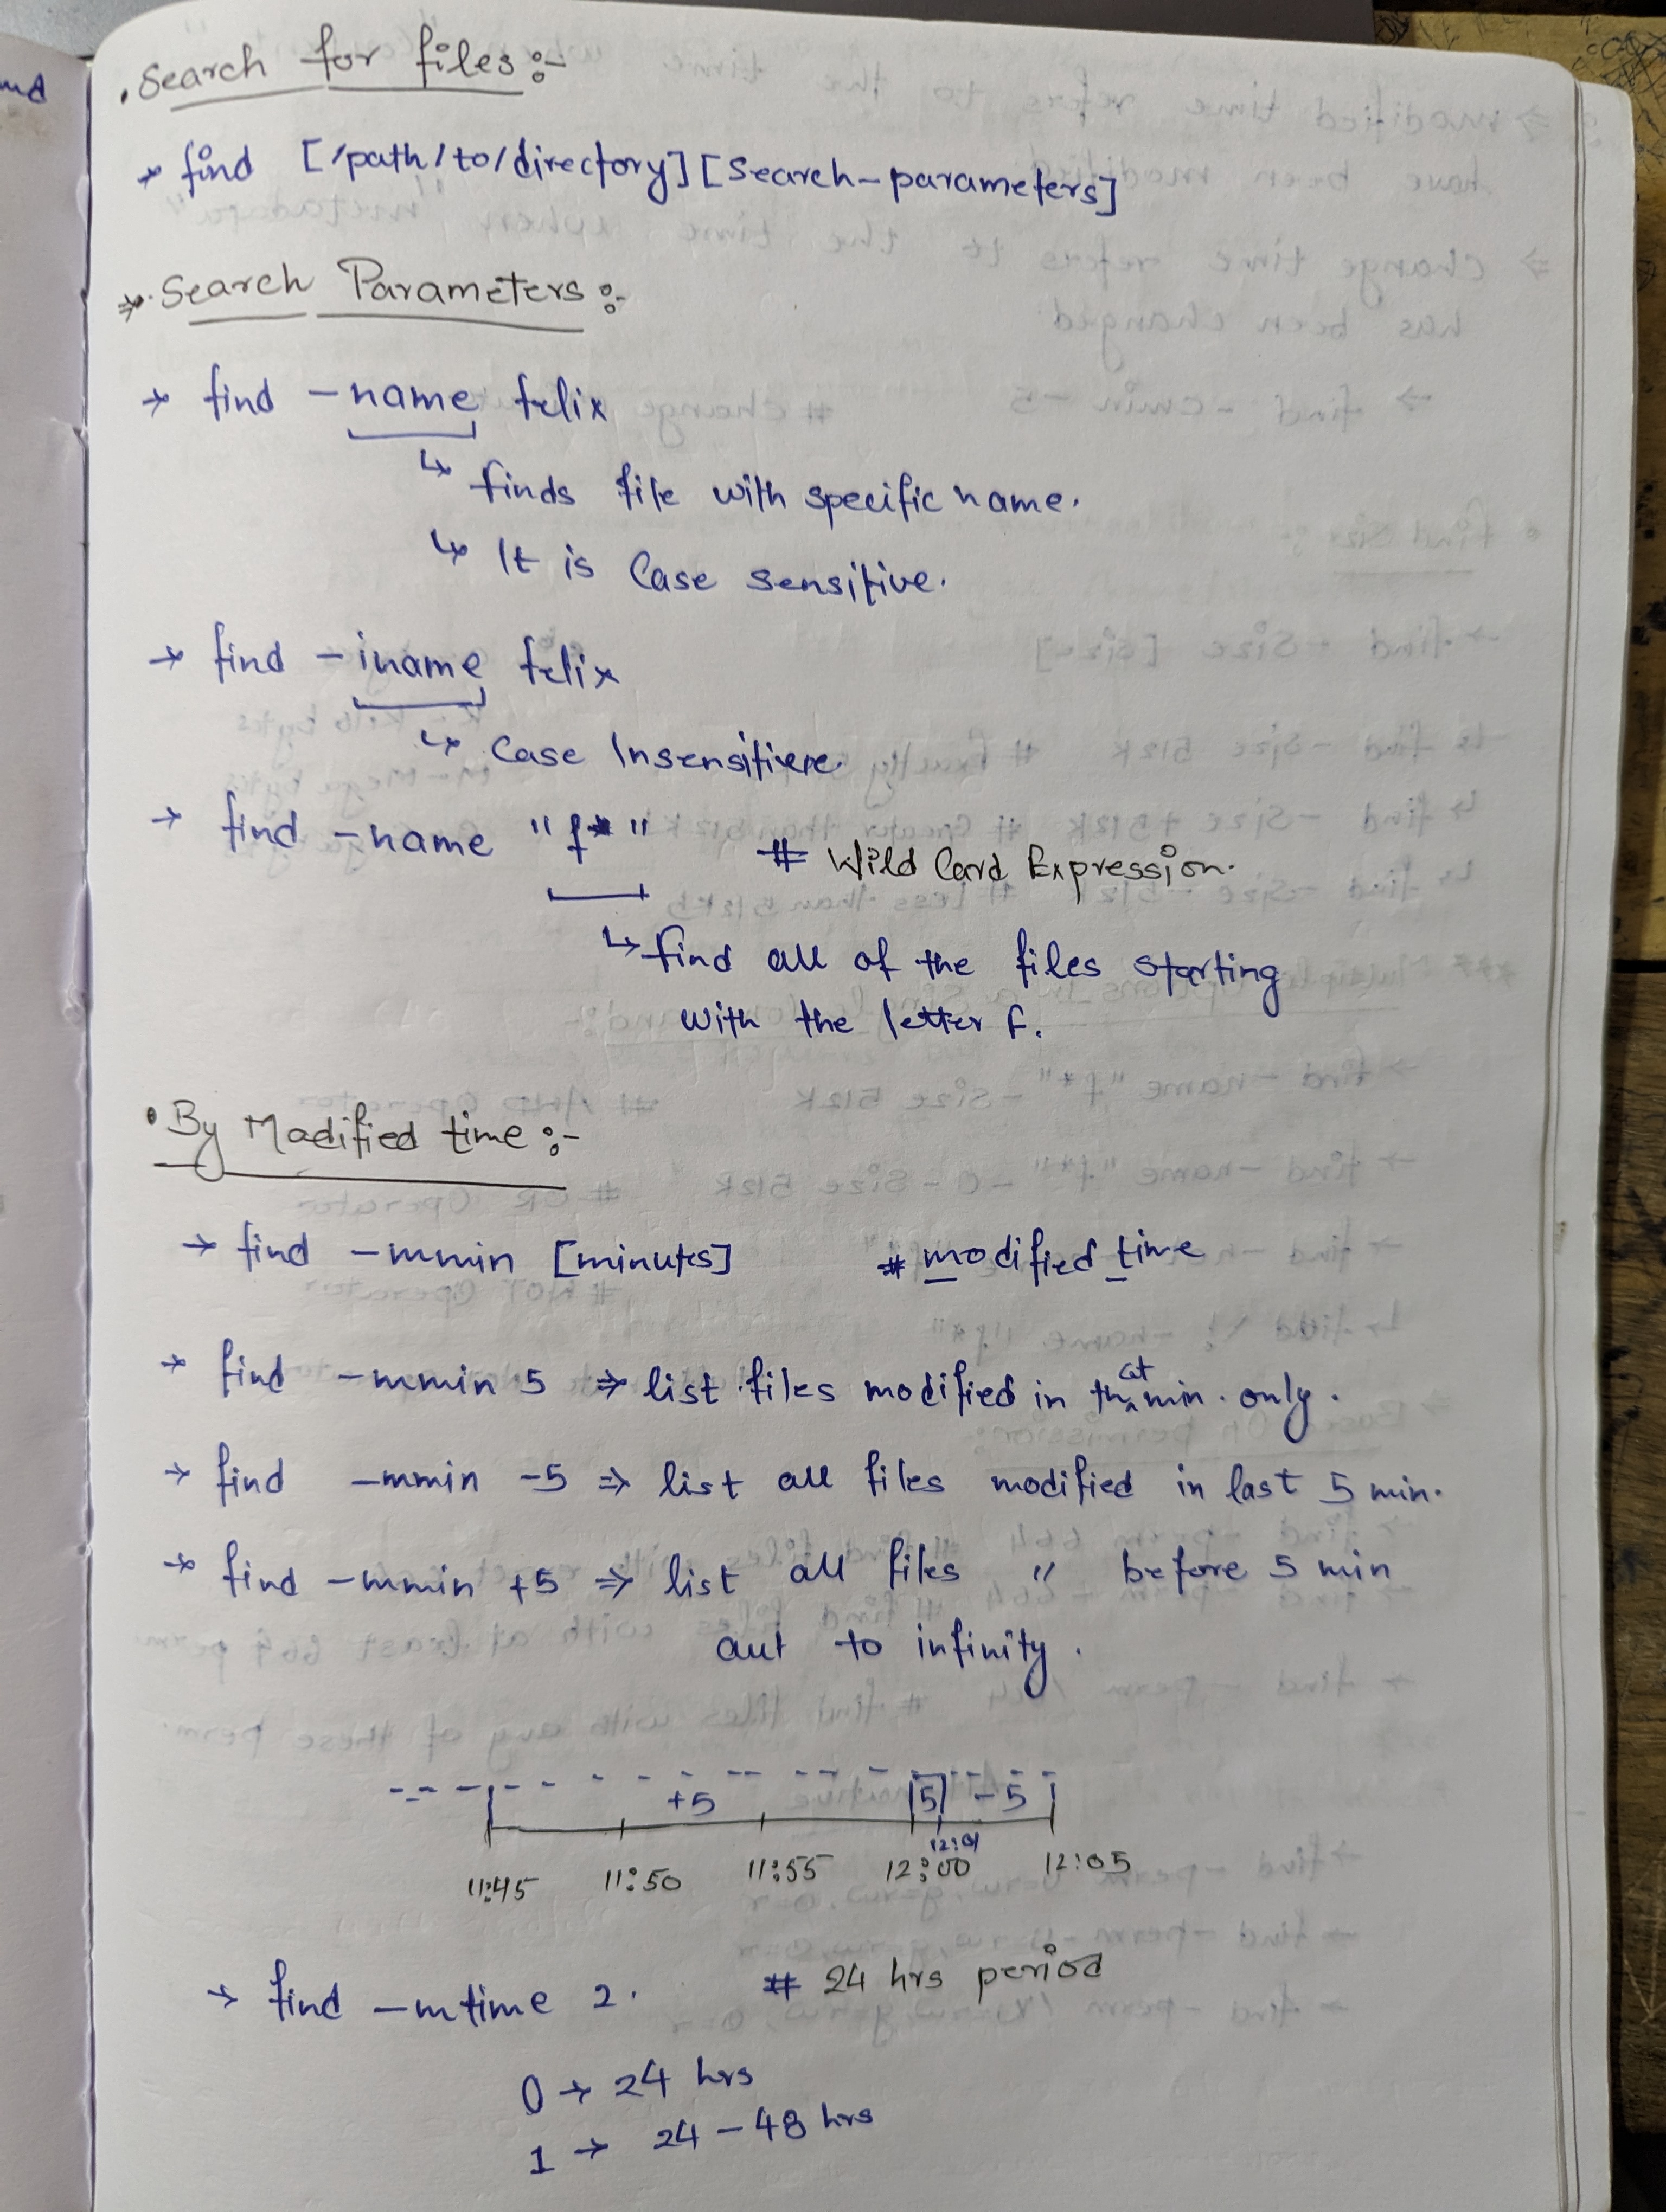 . Search for files :-
→ find [/path/to/directory] [Search-parameters]
⇒ Search Parameters :-
→ find -name felix
↳ finds file with specific name.
↳ It is Case Sensitive.
→ find -iname felix
↳ Case Insensitive.
→ find -name "f*" # Wild Card Expression.
↳ find all of the files starting
with the letter f.
• By Modified time :-
→ find -mmin [minutes] # modified time
→ find -mmin 5 ⇒ list files modified in that min. only.
→ find -mmin -5 ⇒ list all files modified in last 5 min.
→ find -mmin +5 ⇒ list all files " before 5 min
out to infinity.
+5 5 -5
12:01
11:45 11:50 11:55 12:00 12:05
→ find -mtime 2. # 24 hrs period
0 → 24 hrs
1 → 24 - 48 hrs